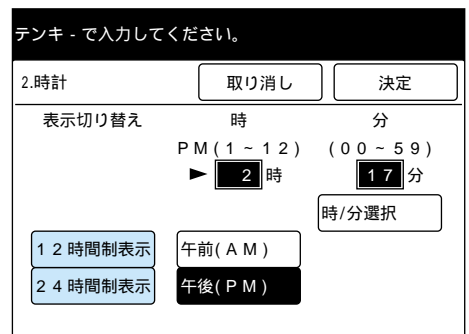 テンキ - で入力してください。
2.時計 取り消し 決定
表示切り替え 時 分
PM(1~12) (00~59)
► 2 時 17 分
時/分選択
12時間制表示 午前(AM)
24時間制表示 午後(PM)